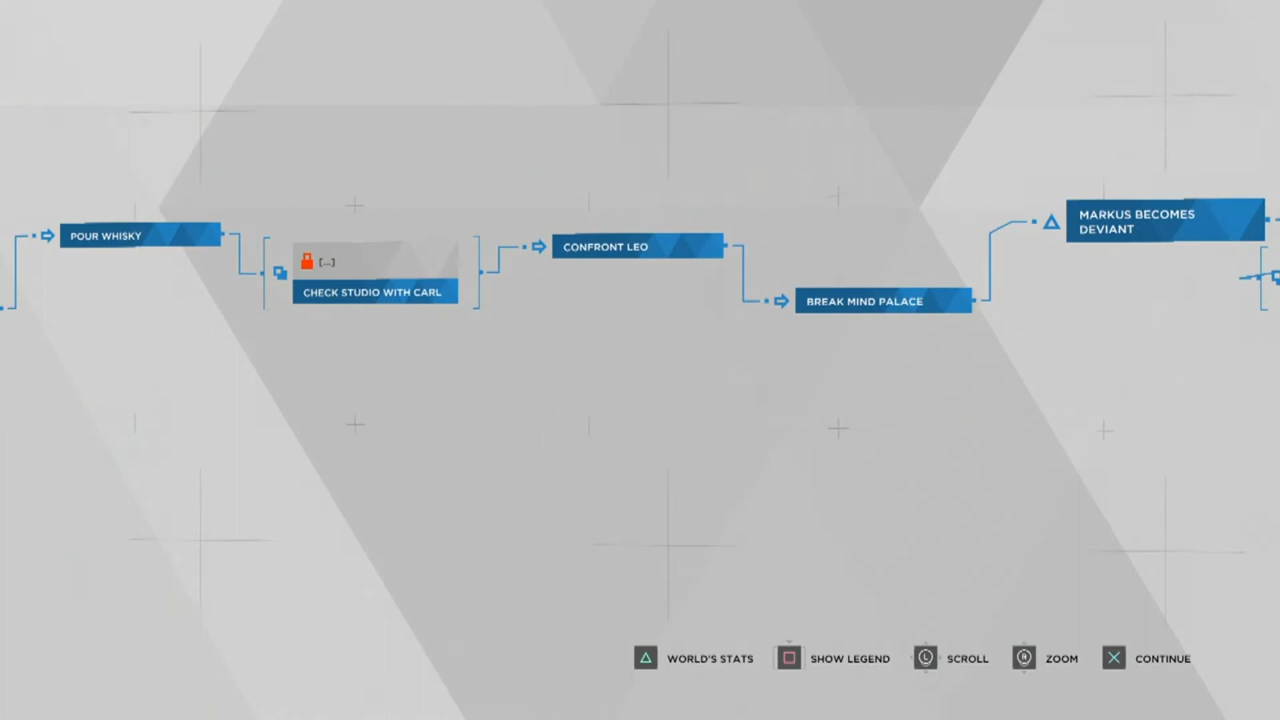 POUR WHISKY
[...]
CHECK STUDIO WITH CARL
CONFRONT LEO
BREAK MIND PALACE
MARKUS BECOMES
DEVIANT
WORLD'S STATS
SHOW LEGEND
L
SCROLL
R
ZOOM
CONTINUE